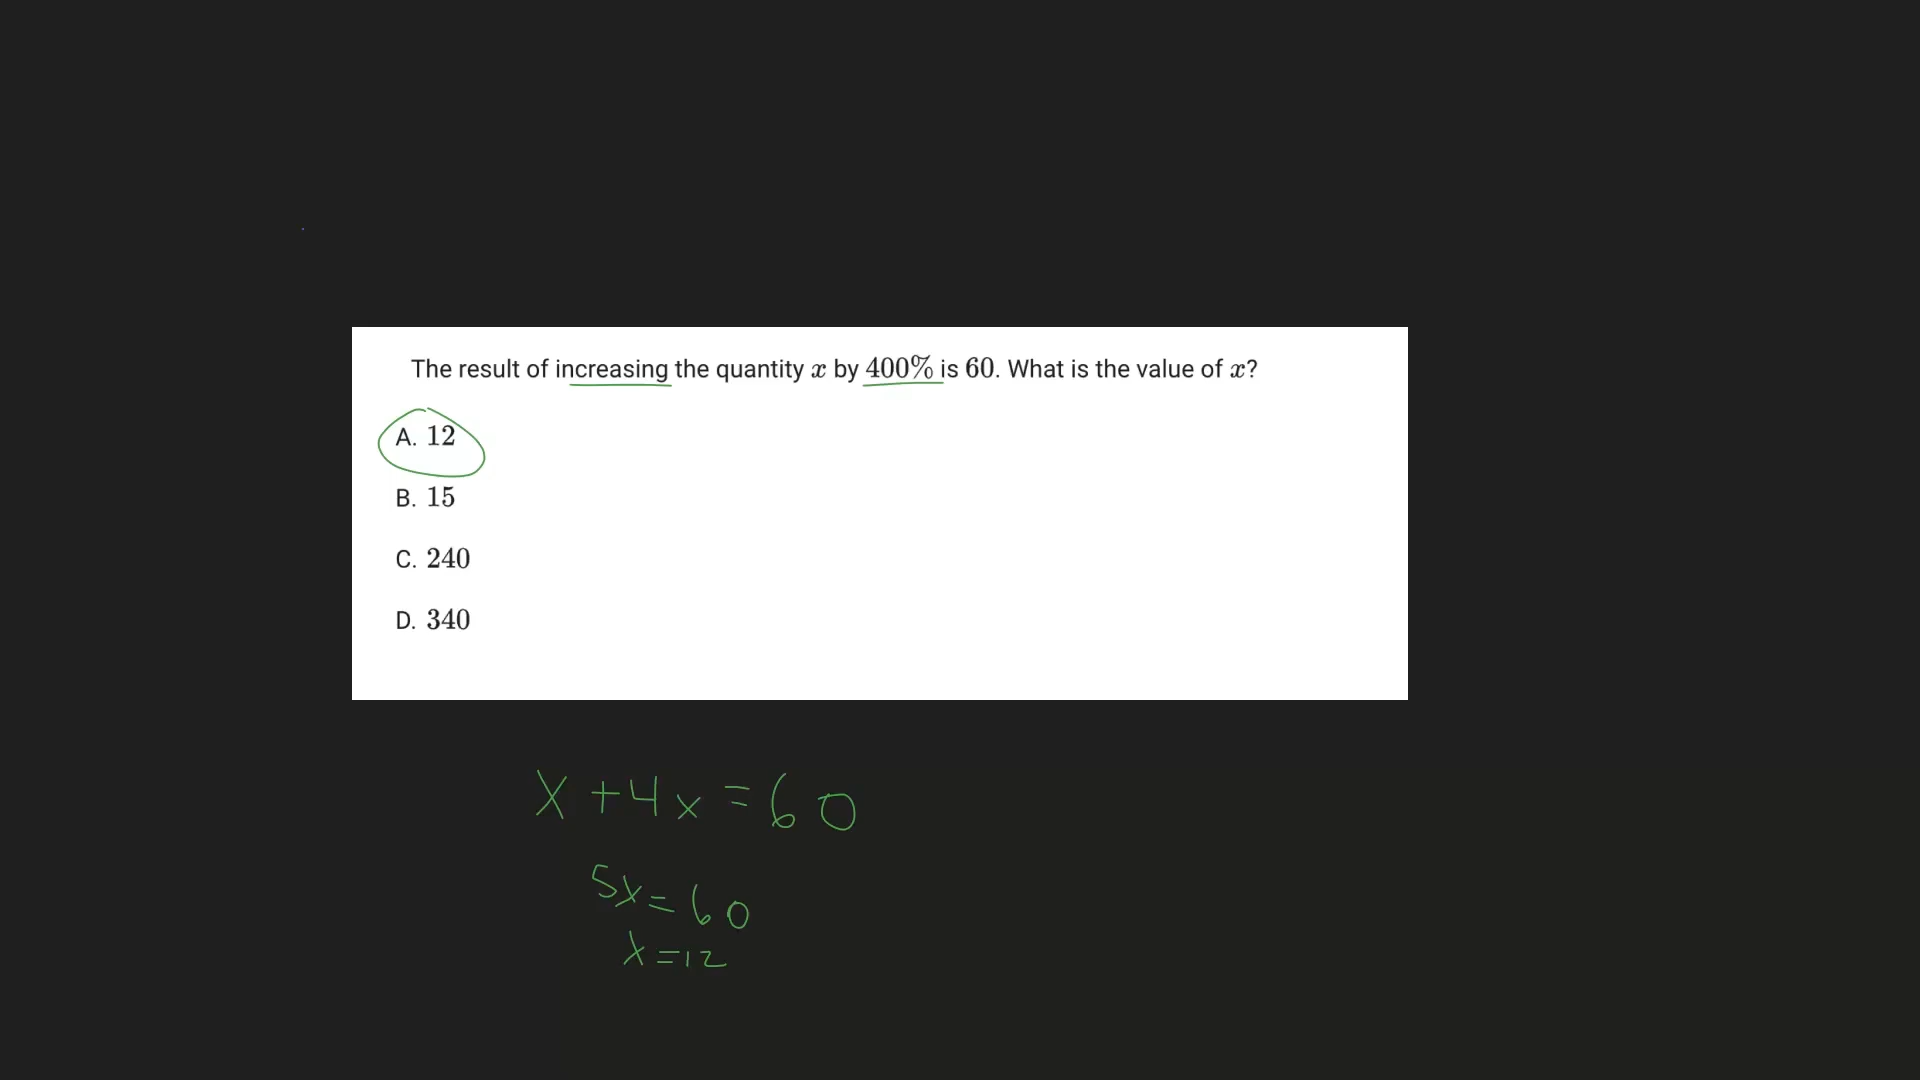 The result of increasing the quantity x by 400% is 60. What is the value of x?
A. 12
B. 15
C. 240
D. 340
x + 4x = 60
5x = 60
x = 12